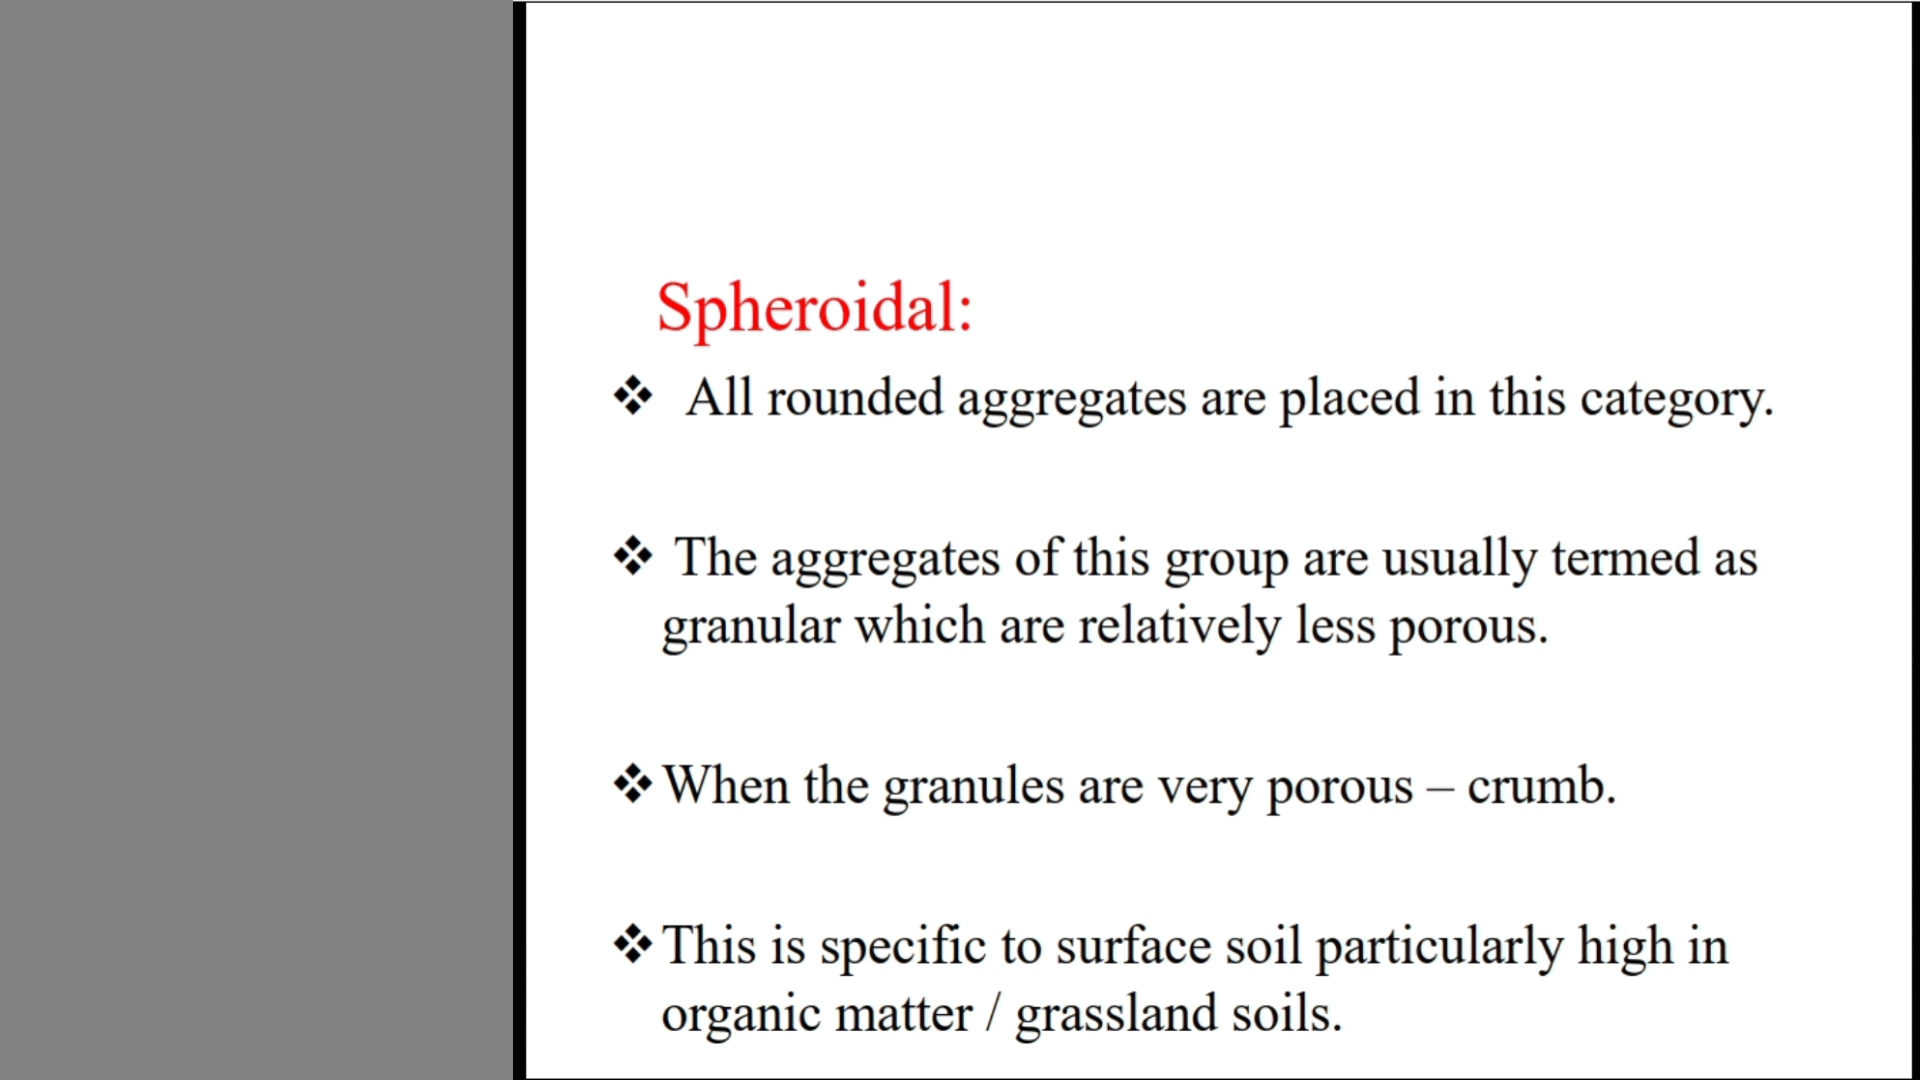 Spheroidal:
❖ All rounded aggregates are placed in this category.
❖ The aggregates of this group are usually termed as
granular which are relatively less porous.
❖ When the granules are very porous – crumb.
❖ This is specific to surface soil particularly high in
organic matter / grassland soils.